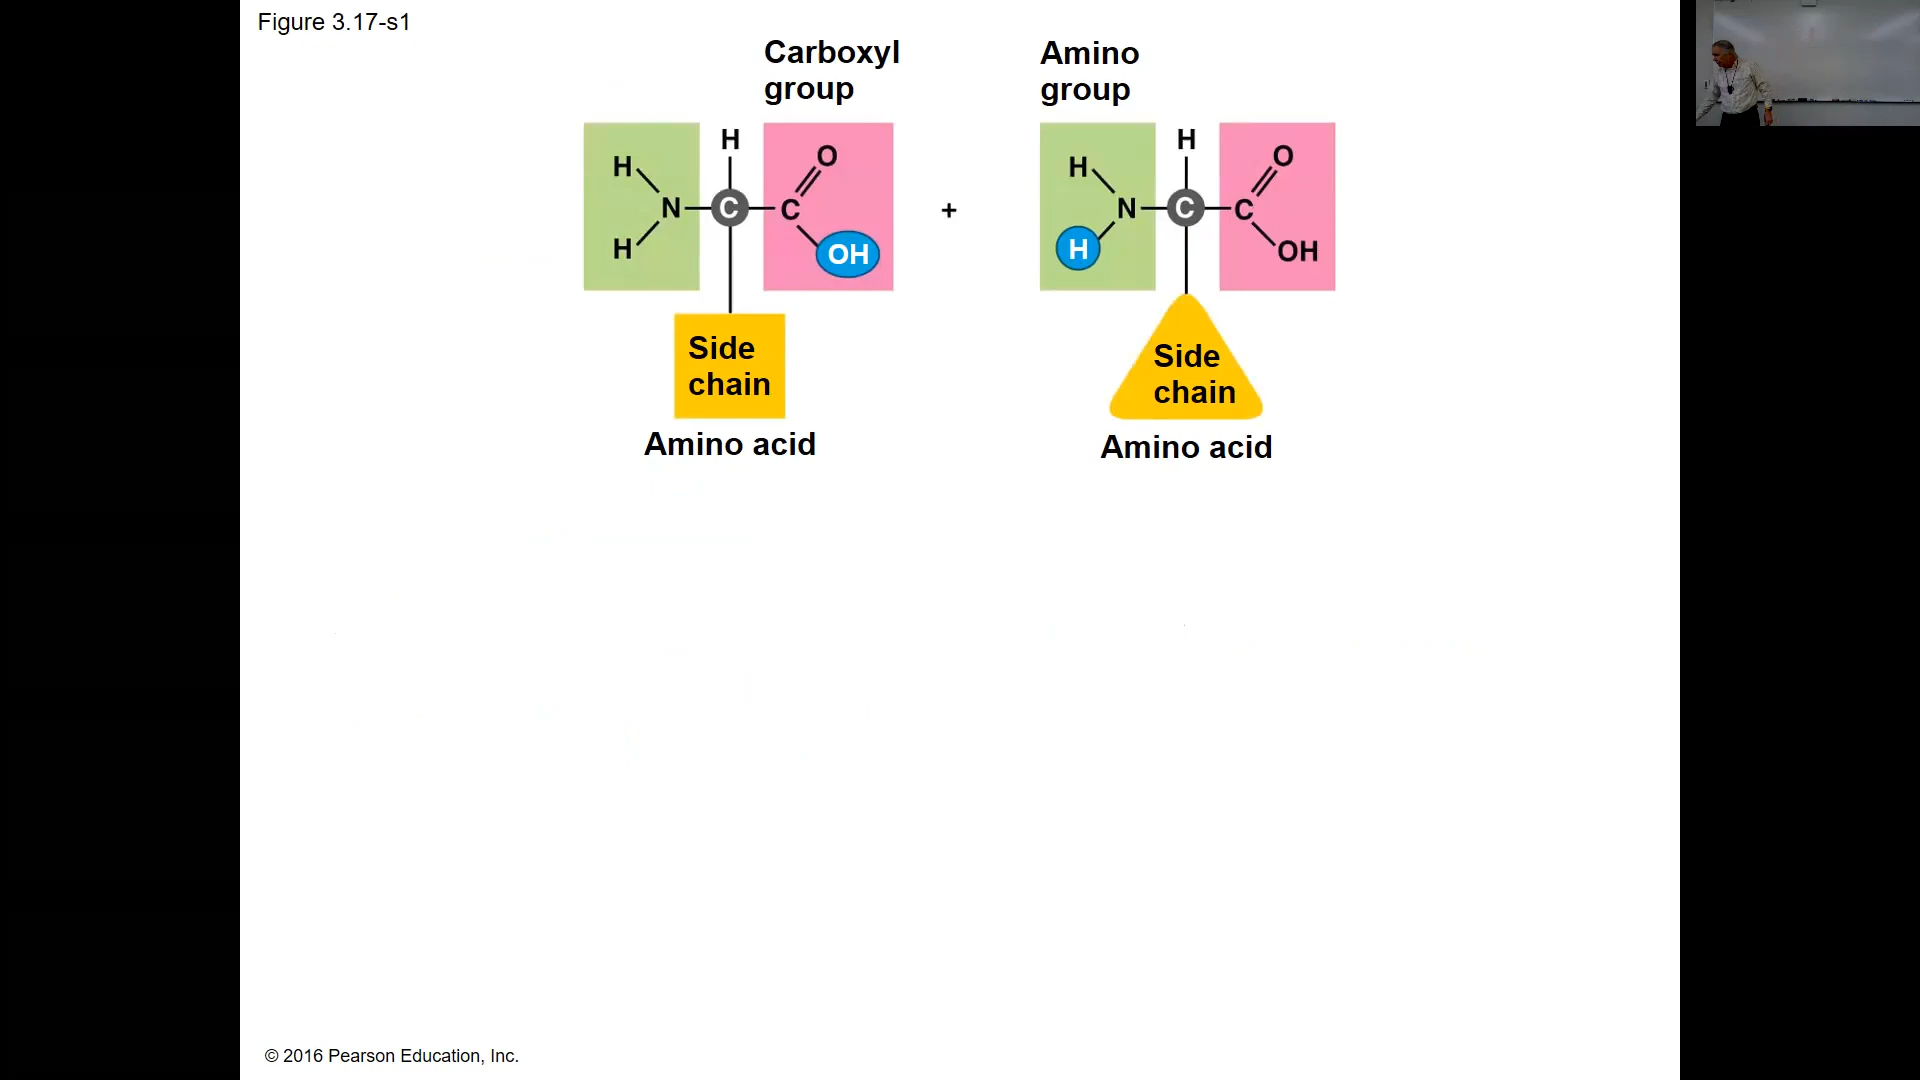 Figure 3.17-s1
Carboxyl
group
Amino
group
H
H
N
H
C
C
O
OH
+
H
H
N
H
C
C
O
OH
Side
chain
Side
chain
Amino acid
Amino acid
© 2016 Pearson Education, Inc.